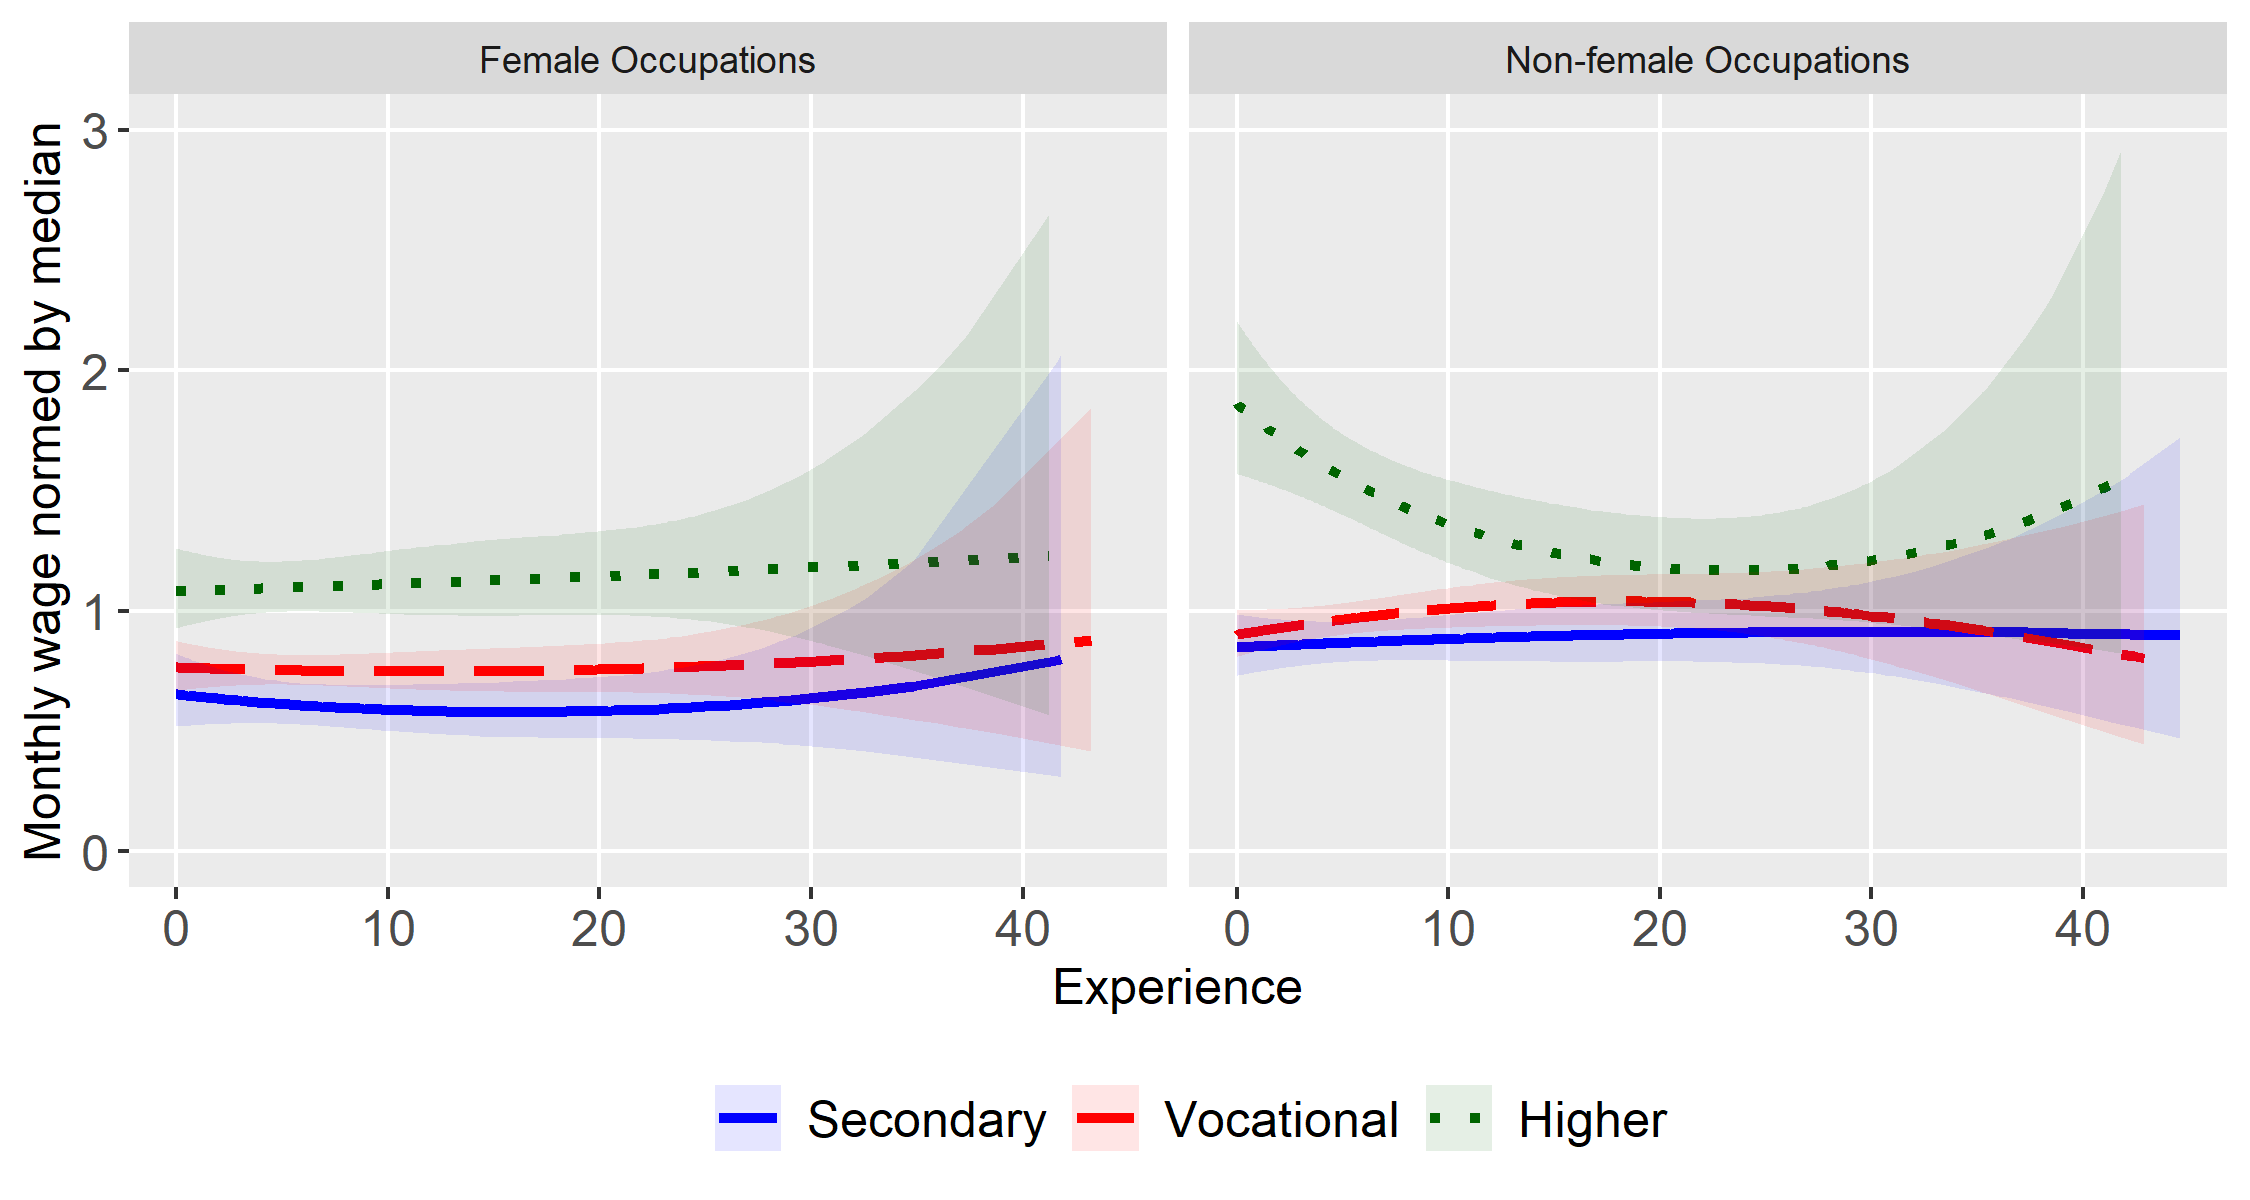 Female Occupations
Non-female Occupations
Monthly wage normed by median
3
2
1
0
0 10 20 30 40
0 10 20 30 40
Experience
Secondary Vocational Higher